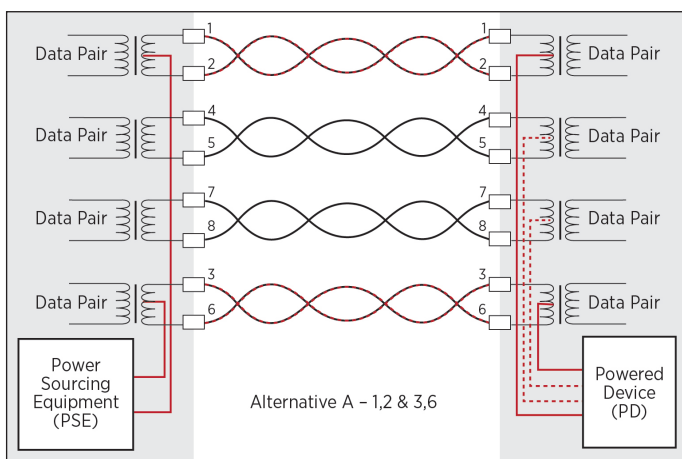 1 1
Data Pair Data Pair
2 2
4 4
Data Pair Data Pair
5 5
7 7
Data Pair Data Pair
8 8
3 3
Data Pair Data Pair
6 6
Power
Sourcing
Equipment
(PSE)
Alternative A – 1,2 & 3,6
Powered
Device
(PD)